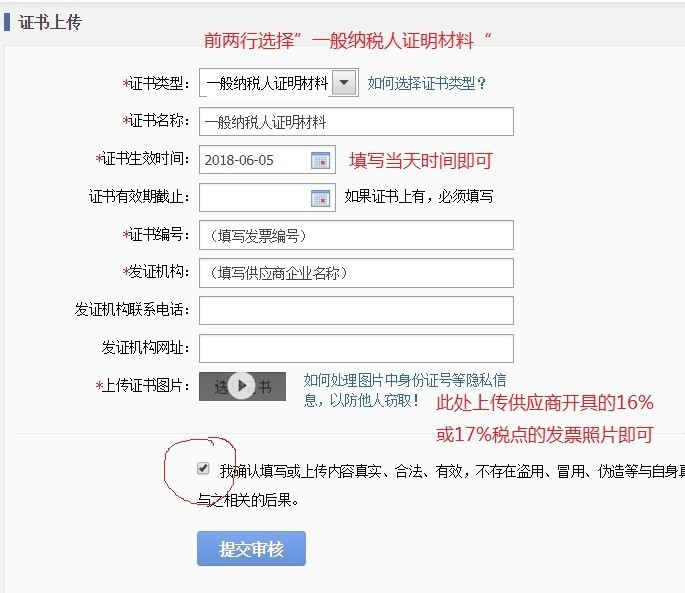 证书上传
前两行选择”一般纳税人证明材料“
*证书类型： 一般纳税人证明材料 如何选择证书类型？
*证书名称： 一般纳税人证明材料
*证书生效时间： 2018-06-05 填写当天时间即可
证书有效期截止： 如果证书上有，必须填写
*证书编号： （填写发票编号）
*发证机构： （填写供应商企业名称）
发证机构联系电话：
发证机构网址：
*上传证书图片： 选 书 如何处理图片中身份证号等隐私信
息，以防他人窃取！
此处上传供应商开具的16%
或17%税点的发票照片即可
我确认填写或上传内容真实、合法、有效，不存在盗用、冒用、伪造等与自身真
与之相关的后果。
提交审核